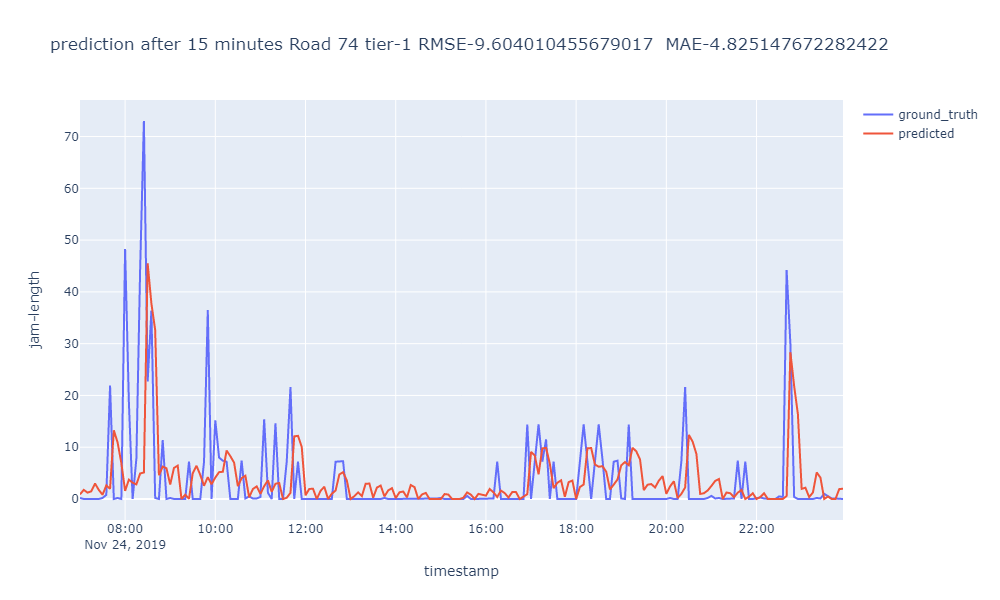 prediction after 15 minutes Road 74 tier-1 RMSE-9.604010455679017  MAE-4.825147672282422
ground_truth
predicted
70
60
50
40
30
20
10
0
jam-length
08:00 10:00 12:00 14:00 16:00 18:00 20:00 22:00
Nov 24, 2019
timestamp